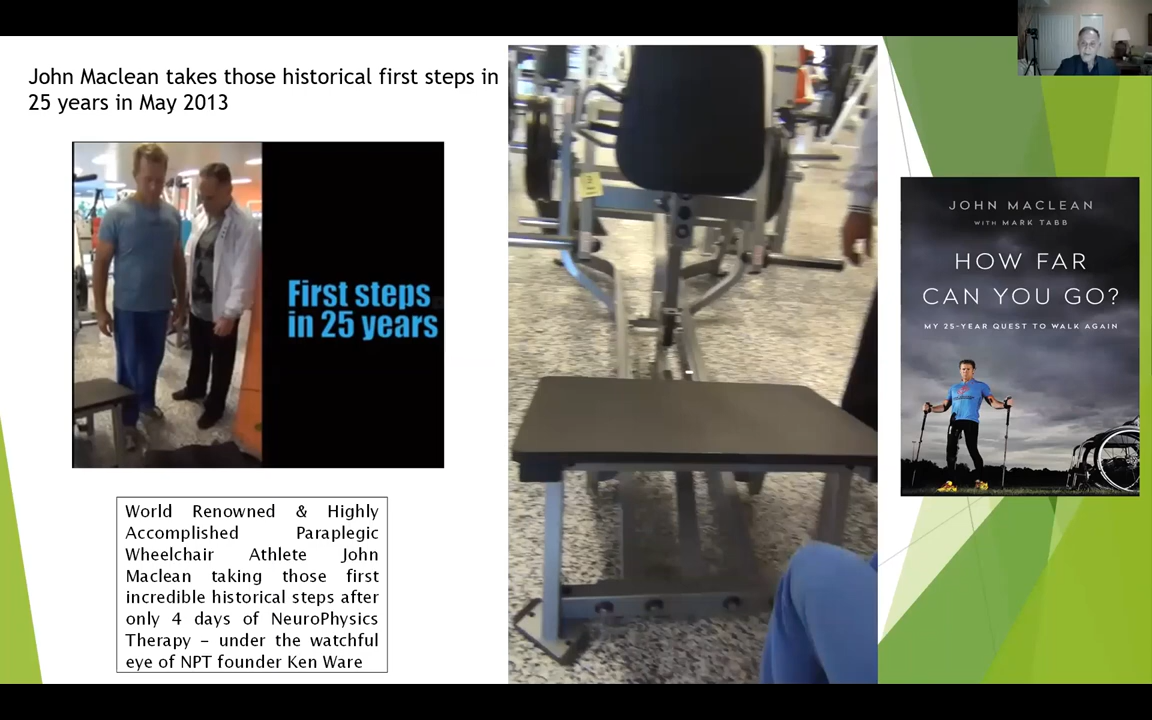 John Maclean takes those historical first steps in
25 years in May 2013
First steps
in 25 years
World Renowned & Highly
Accomplished Paraplegic
Wheelchair Athlete John
Maclean taking those first
incredible historical steps after
only 4 days of NeuroPhysics
Therapy – under the watchful
eye of NPT founder Ken Ware
JOHN MACLEAN
WITH MARK TABB
HOW FAR
CAN YOU GO?
MY 25-YEAR QUEST TO WALK AGAIN